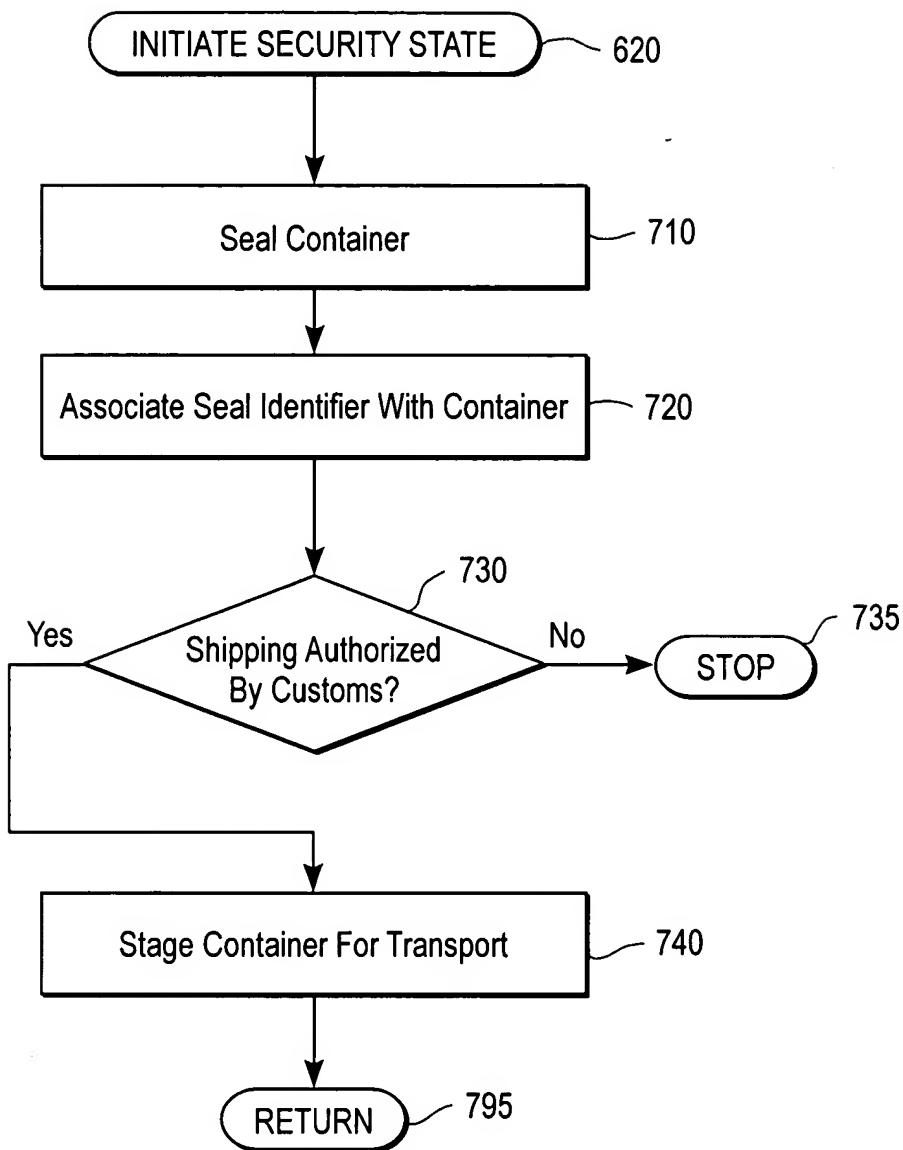 INITIATE SECURITY STATE
620
Seal Container
710
Associate Seal Identifier With Container
720
730
Yes
Shipping Authorized
By Customs?
No
STOP
735
Stage Container For Transport
740
RETURN
795